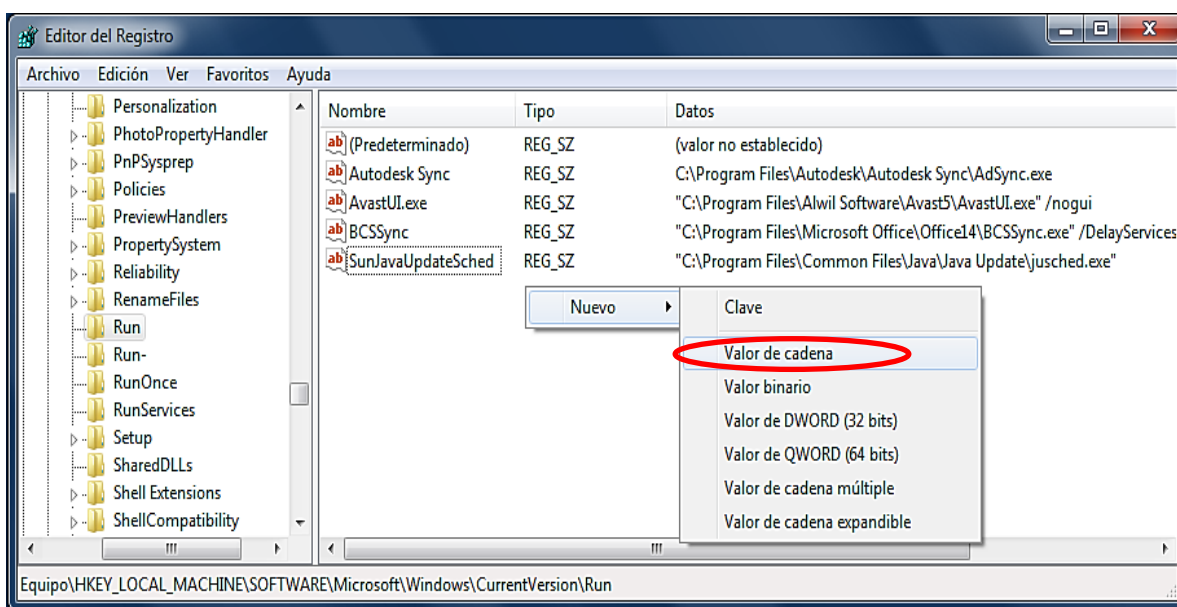 Editor del Registro
Archivo Edición Ver Favoritos Ayuda
Personalization
PhotoPropertyHandler
PnPSysprep
Policies
PreviewHandlers
PropertySystem
Reliability
RenameFiles
Run
Run-
RunOnce
RunServices
Setup
SharedDLLs
Shell Extensions
ShellCompatibility
Nombre Tipo Datos
(Predeterminado) REG_SZ (valor no establecido)
Autodesk Sync REG_SZ C:\Program Files\Autodesk\Autodesk Sync\AdSync.exe
AvastUI.exe REG_SZ "C:\Program Files\Alwil Software\Avast5\AvastUI.exe" /nogui
BCSSync REG_SZ "C:\Program Files\Microsoft Office\Office14\BCSSync.exe" /DelayServices
SunJavaUpdateSched REG_SZ "C:\Program Files\Common Files\Java\Java Update\jusched.exe"
Nuevo
Clave
Valor de cadena
Valor binario
Valor de DWORD (32 bits)
Valor de QWORD (64 bits)
Valor de cadena múltiple
Valor de cadena expandible
Equipo\HKEY_LOCAL_MACHINE\SOFTWARE\Microsoft\Windows\CurrentVersion\Run